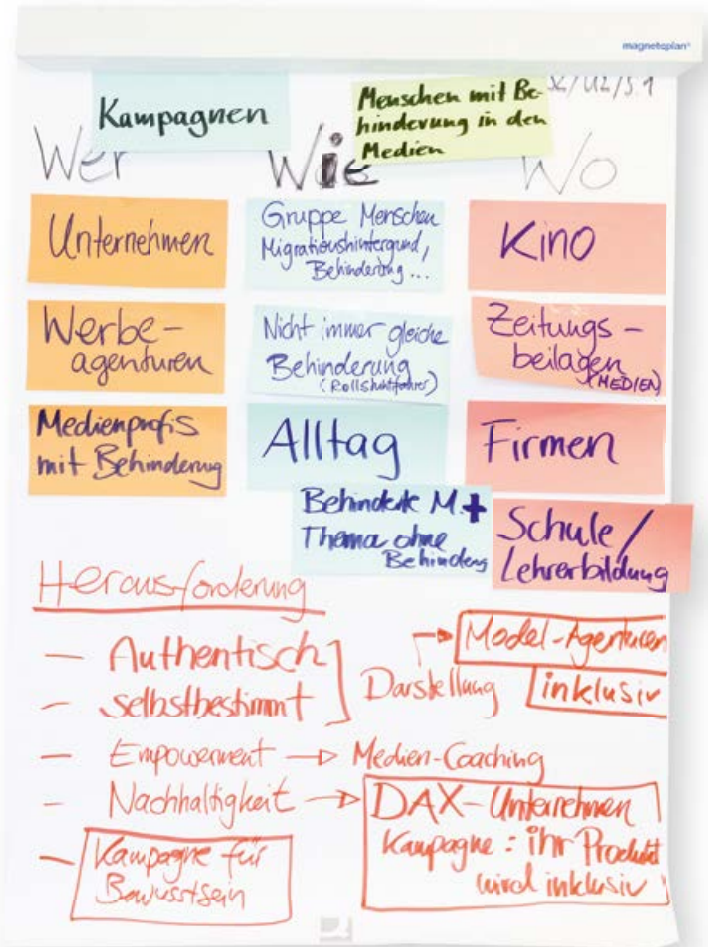 magnetoplan®
Kampagnen
Menschen mit Be-
hinderung in den
Medien
Wer
Wie
Wo
Unternehmen
Werbe-
agenturen
Medienprofis
mit Behinderung
Gruppe Menschen
Migrationshintergrund,
Behinderung ...
Nicht immer gleiche
Behinderung
(Rollstuhlfahrer)
Alltag
Behinderte M. +
Thema ohne
Behinderung
Kino
Zeitungs-
beilagen
(MEDIEN)
Firmen
Schule/
Lehrerbildung
Herausforderung
– Authentisch
– selbstbestimmt
Darstellung
Model-Agenturen
inklusiv
– Empowerment → Medien-Coaching
– Nachhaltigkeit →
DAX-Unternehmen
Kampagne: ihr Produkt
wird inklusiv
– Kampagne für
Bewusstsein